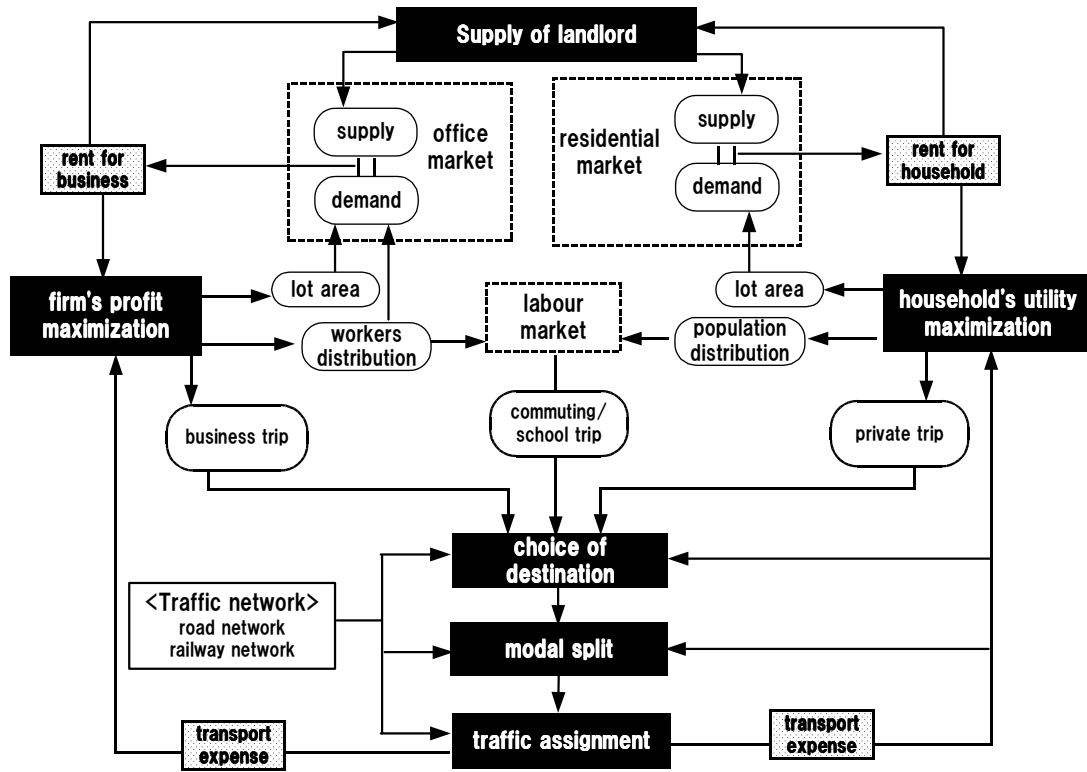 Supply of landlord
supply
office
market
demand
residential
market
supply
demand
rent for
business
rent for
household
firm's profit
maximization
lot area
workers
distribution
labour
market
lot area
population
distribution
household's utility
maximization
business trip
commuting/
school trip
private trip
choice of
destination
<Traffic network>
road network
railway network
modal split
transport
expense
traffic assignment
transport
expense